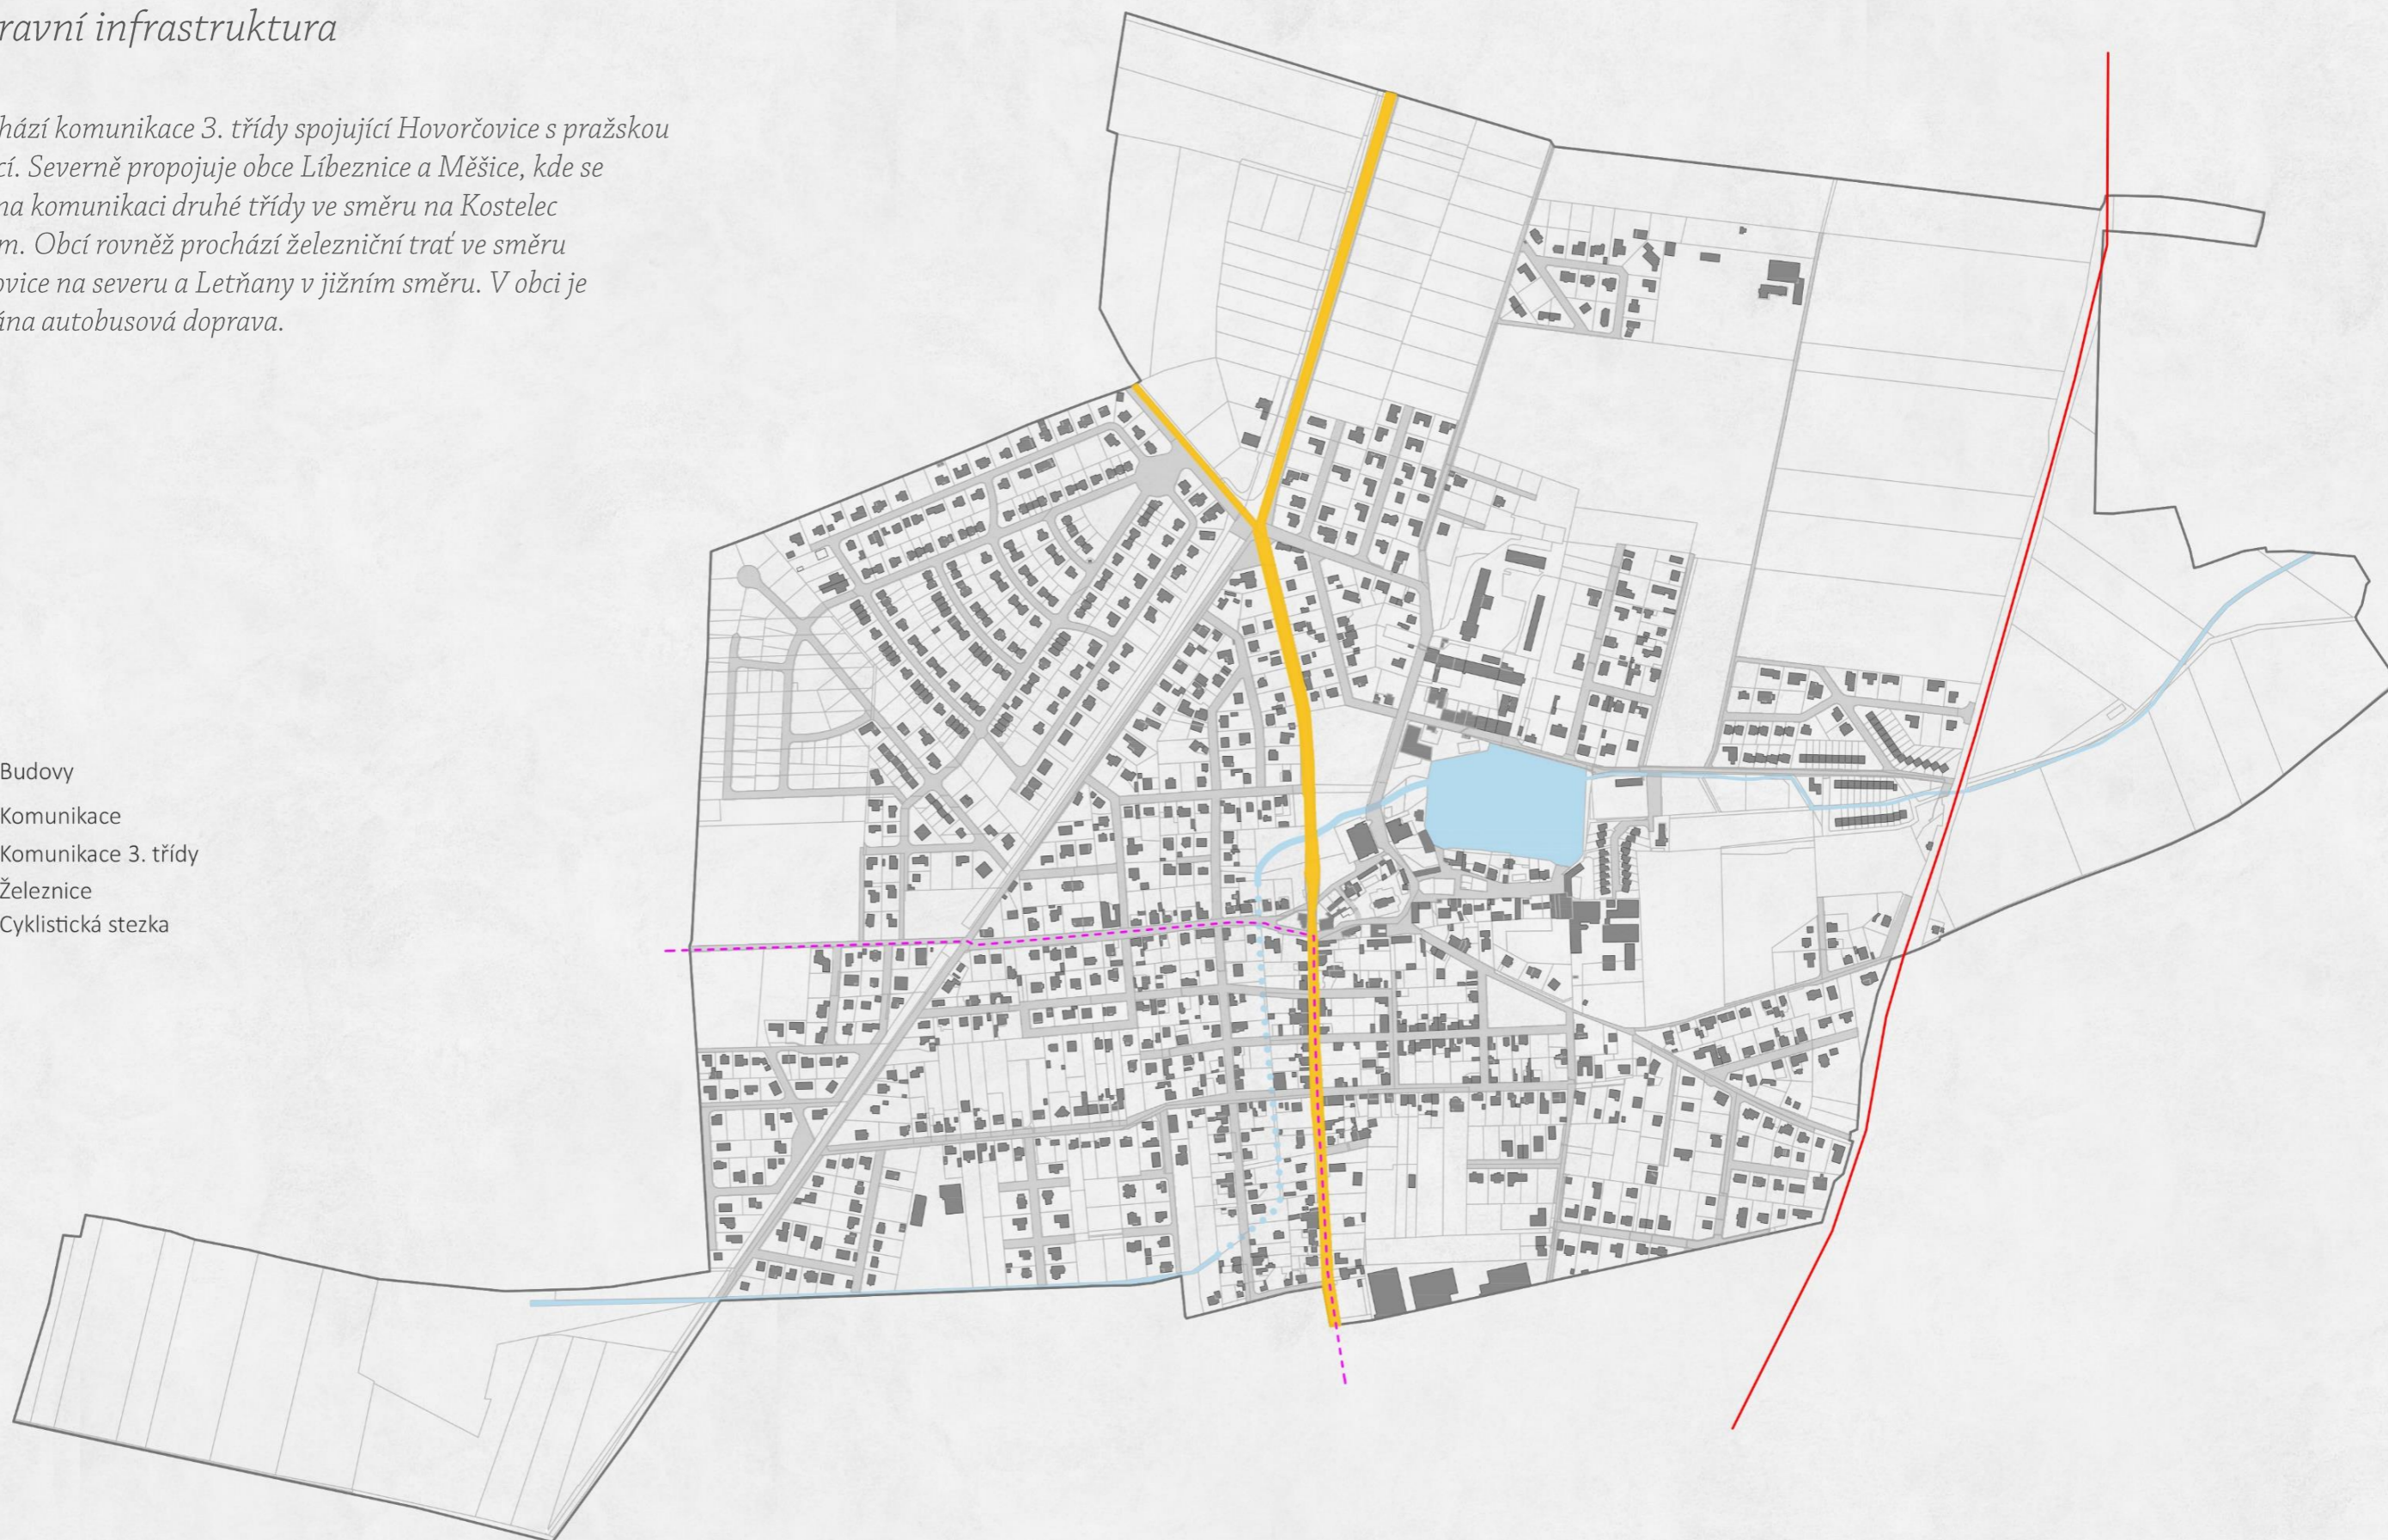 ravní infrastruktura
hází komunikace 3. třídy spojující Hovorčovice s pražskou
cí. Severně propojuje obce Líbeznice a Měšice, kde se
na komunikaci druhé třídy ve směru na Kostelec
m. Obcí rovněž prochází železniční trať ve směru
ovice na severu a Letňany v jižním směru. V obci je
ána autobusová doprava.
Budovy
Komunikace
Komunikace 3. třídy
Železnice
Cyklistická stezka